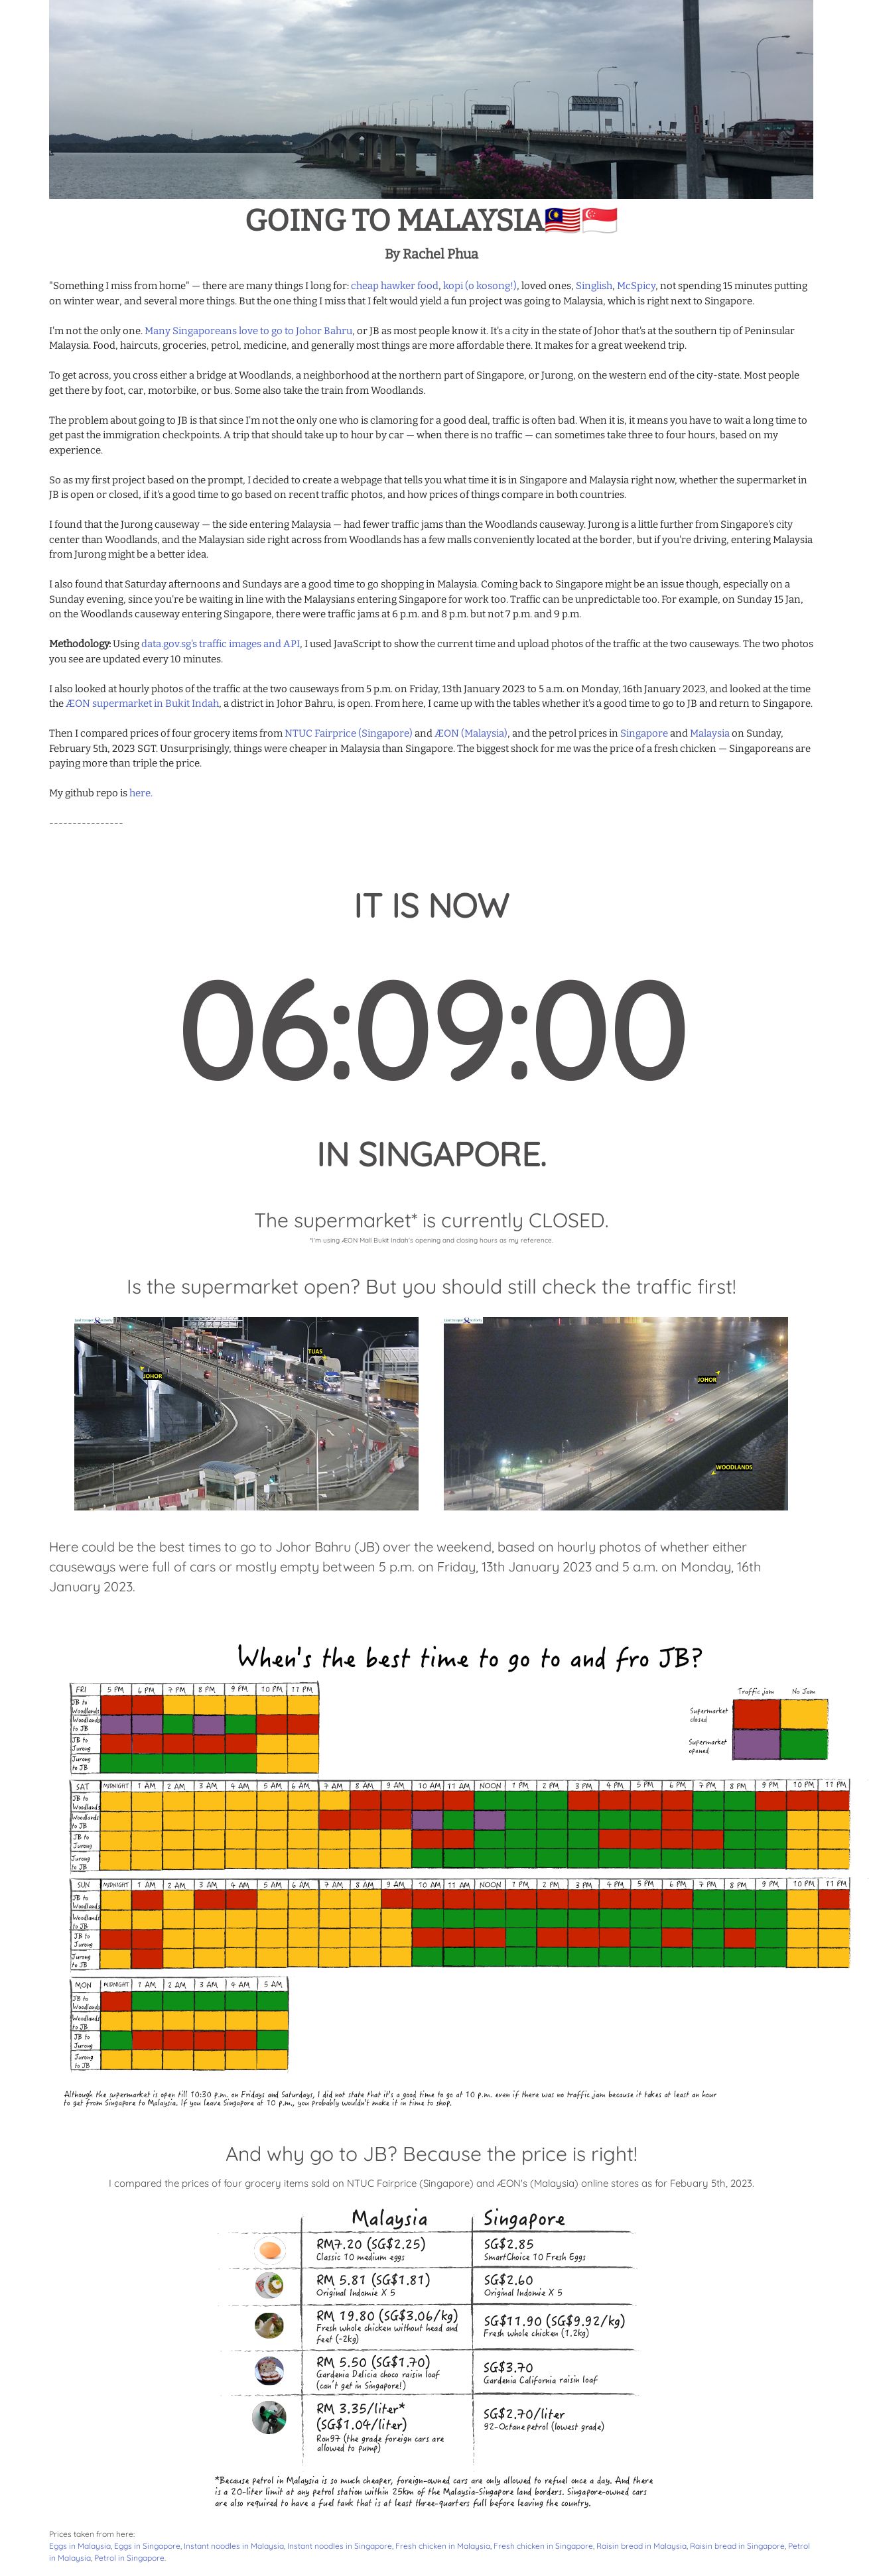 GOING TO MALAYSIA🇲🇾🇸🇬
By Rachel Phua
"Something I miss from home" — there are many things I long for: cheap hawker food, kopi (o kosong!), loved ones, Singlish, McSpicy, not spending 15 minutes putting
on winter wear, and several more things. But the one thing I miss that I felt would yield a fun project was going to Malaysia, which is right next to Singapore.
I'm not the only one. Many Singaporeans love to go to Johor Bahru, or JB as most people know it. It's a city in the state of Johor that's at the southern tip of Peninsular
Malaysia. Food, haircuts, groceries, petrol, medicine, and generally most things are more affordable there. It makes for a great weekend trip.
To get across, you cross either a bridge at Woodlands, a neighborhood at the northern part of Singapore, or Jurong, on the western end of the city-state. Most people
get there by foot, car, motorbike, or bus. Some also take the train from Woodlands.
The problem about going to JB is that since I'm not the only one who is clamoring for a good deal, traffic is often bad. When it is, it means you have to wait a long time to
get past the immigration checkpoints. A trip that should take up to hour by car — when there is no traffic — can sometimes take three to four hours, based on my
experience.
So as my first project based on the prompt, I decided to create a webpage that tells you what time it is in Singapore and Malaysia right now, whether the supermarket in
JB is open or closed, if it's a good time to go based on recent traffic photos, and how prices of things compare in both countries.
I found that the Jurong causeway — the side entering Malaysia — had fewer traffic jams than the Woodlands causeway. Jurong is a little further from Singapore's city
center than Woodlands, and the Malaysian side right across from Woodlands has a few malls conveniently located at the border, but if you're driving, entering Malaysia
from Jurong might be a better idea.
I also found that Saturday afternoons and Sundays are a good time to go shopping in Malaysia. Coming back to Singapore might be an issue though, especially on a
Sunday evening, since you're be waiting in line with the Malaysians entering Singapore for work too. Traffic can be unpredictable too. For example, on Sunday 15 Jan,
on the Woodlands causeway entering Singapore, there were traffic jams at 6 p.m. and 8 p.m. but not 7 p.m. and 9 p.m.
Methodology: Using data.gov.sg's traffic images and API, I used JavaScript to show the current time and upload photos of the traffic at the two causeways. The two photos
you see are updated every 10 minutes.
I also looked at hourly photos of the traffic at the two causeways from 5 p.m. on Friday, 13th January 2023 to 5 a.m. on Monday, 16th January 2023, and looked at the time
the ÆON supermarket in Bukit Indah, a district in Johor Bahru, is open. From here, I came up with the tables whether it's a good time to go to JB and return to Singapore.
Then I compared prices of four grocery items from NTUC Fairprice (Singapore) and ÆON (Malaysia), and the petrol prices in Singapore and Malaysia on Sunday,
February 5th, 2023 SGT. Unsurprisingly, things were cheaper in Malaysia than Singapore. The biggest shock for me was the price of a fresh chicken — Singaporeans are
paying more than triple the price.
My github repo is here.
----------------
IT IS NOW
06:09:00
IN SINGAPORE.
The supermarket* is currently CLOSED.
*I'm using ÆON Mall Bukit Indah's opening and closing hours as my reference.
Is the supermarket open? But you should still check the traffic first!
TUAS
JOHOR
JOHOR
WOODLANDS
Here could be the best times to go to Johor Bahru (JB) over the weekend, based on hourly photos of whether either
causeways were full of cars or mostly empty between 5 p.m. on Friday, 13th January 2023 and 5 a.m. on Monday, 16th
January 2023.
When's the best time to go to and fro JB?
Traffic jam No Jam
Supermarket closed
Supermarket opened
FRI 5 PM 6 PM 7 PM 8 PM 9 PM 10 PM 11 PM
JB to Woodlands
Woodlands to JB
JB to Jurong
Jurong to JB
SAT MIDNIGHT 1 AM 2 AM 3 AM 4 AM 5 AM 6 AM 7 AM 8 AM 9 AM 10 AM 11 AM NOON 1 PM 2 PM 3 PM 4 PM 5 PM 6 PM 7 PM 8 PM 9 PM 10 PM 11 PM
JB to Woodlands
Woodlands to JB
JB to Jurong
Jurong to JB
SUN MIDNIGHT 1 AM 2 AM 3 AM 4 AM 5 AM 6 AM 7 AM 8 AM 9 AM 10 AM 11 AM NOON 1 PM 2 PM 3 PM 4 PM 5 PM 6 PM 7 PM 8 PM 9 PM 10 PM 11 PM
JB to Woodlands
Woodlands to JB
JB to Jurong
Jurong to JB
MON MIDNIGHT 1 AM 2 AM 3 AM 4 AM 5 AM
JB to Woodlands
Woodlands to JB
JB to Jurong
Jurong to JB
Although the supermarket is open till 10:30 p.m. on Fridays and Saturdays, I did not state that it's a good time to go at 10 p.m. even if there was no traffic jam because it takes at least an hour
to get from Singapore to Malaysia. If you leave Singapore at 10 p.m., you probably wouldn't make it in time to shop.
And why go to JB? Because the price is right!
I compared the prices of four grocery items sold on NTUC Fairprice (Singapore) and ÆON's (Malaysia) online stores as for Febuary 5th, 2023.
Malaysia Singapore
RM7.20 (SG$2.25)
Classic 10 medium eggs
SG$2.85
SmartChoice 10 Fresh Eggs
RM 5.81 (SG$1.81)
Original Indomie X 5
SG$2.60
Original Indomie X 5
RM 19.80 (SG$3.06/kg)
Fresh whole chicken without head and
feet (~2kg)
SG$11.90 (SG$9.92/kg)
Fresh whole chicken (1.2kg)
RM 5.50 (SG$1.70)
Gardenia Delicia choco raisin loaf
(can't get in Singapore!)
SG$3.70
Gardenia California raisin loaf
RM 3.35/liter*
(SG$1.04/liter)
Ron97 (the grade foreign cars are
allowed to pump)
SG$2.70/liter
92-Octane petrol (lowest grade)
*Because petrol in Malaysia is so much cheaper, foreign-owned cars are only allowed to refuel once a day. And there
is a 20-liter limit at any petrol station within 25km of the Malaysia-Singapore land borders. Singapore-owned cars
are also required to have a fuel tank that is at least three-quarters full before leaving the country.
Prices taken from here:
Eggs in Malaysia, Eggs in Singapore, Instant noodles in Malaysia, Instant noodles in Singapore, Fresh chicken in Malaysia, Fresh chicken in Singapore, Raisin bread in Malaysia, Raisin bread in Singapore, Petrol
in Malaysia, Petrol in Singapore.